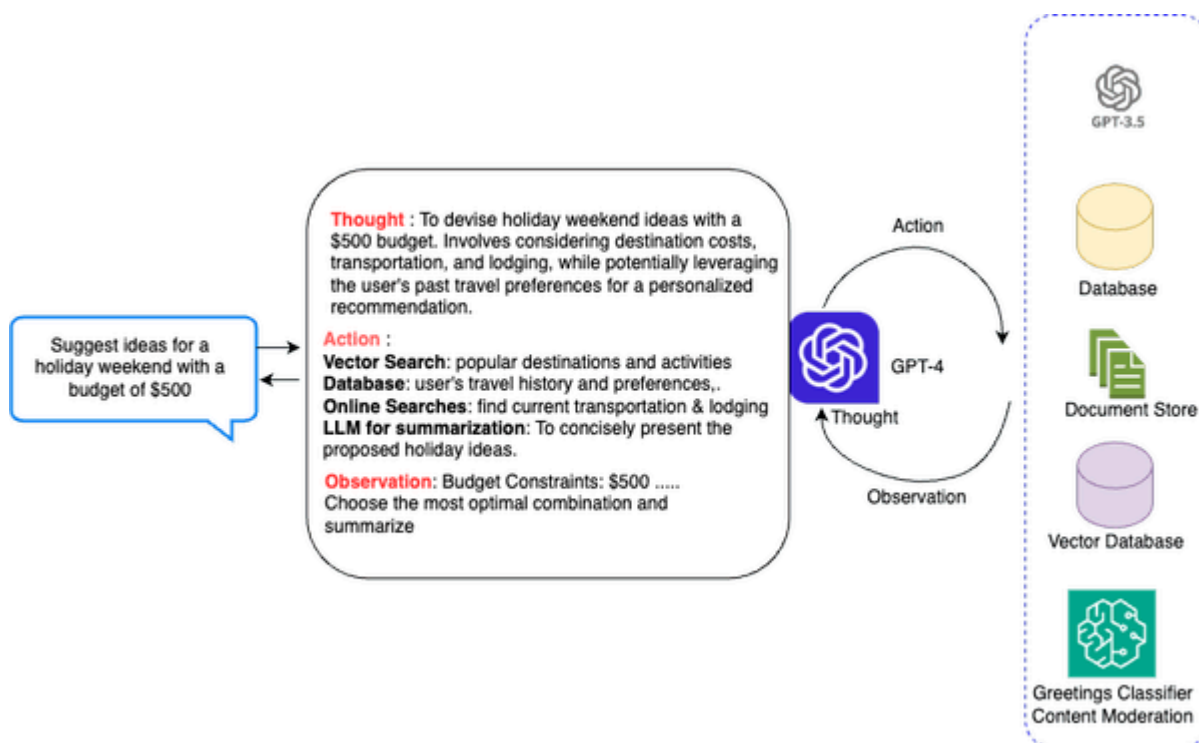 Suggest ideas for a
holiday weekend with a
budget of $500
Thought : To devise holiday weekend ideas with a
$500 budget. Involves considering destination costs,
transportation, and lodging, while potentially leveraging
the user's past travel preferences for a personalized
recommendation.
Action :
Vector Search: popular destinations and activities
Database: user's travel history and preferences,.
Online Searches: find current transportation & lodging
LLM for summarization: To concisely present the
proposed holiday ideas.
Observation: Budget Constraints: $500 .....
Choose the most optimal combination and
summarize
Action
GPT-4
Thought
Observation
GPT-3.5
Database
Document Store
Vector Database
Greetings Classifier
Content Moderation